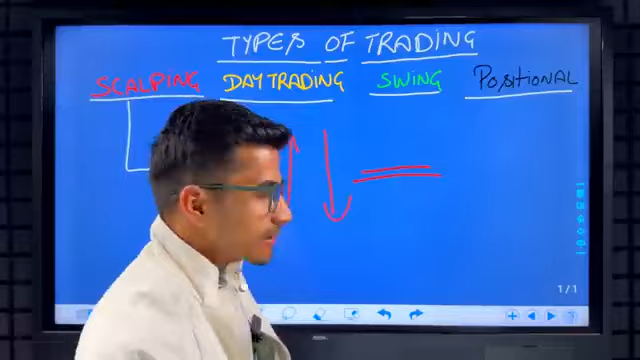 TYPES OF TRADING
SCALPING DAY TRADING SWING POSITIONAL
1/1